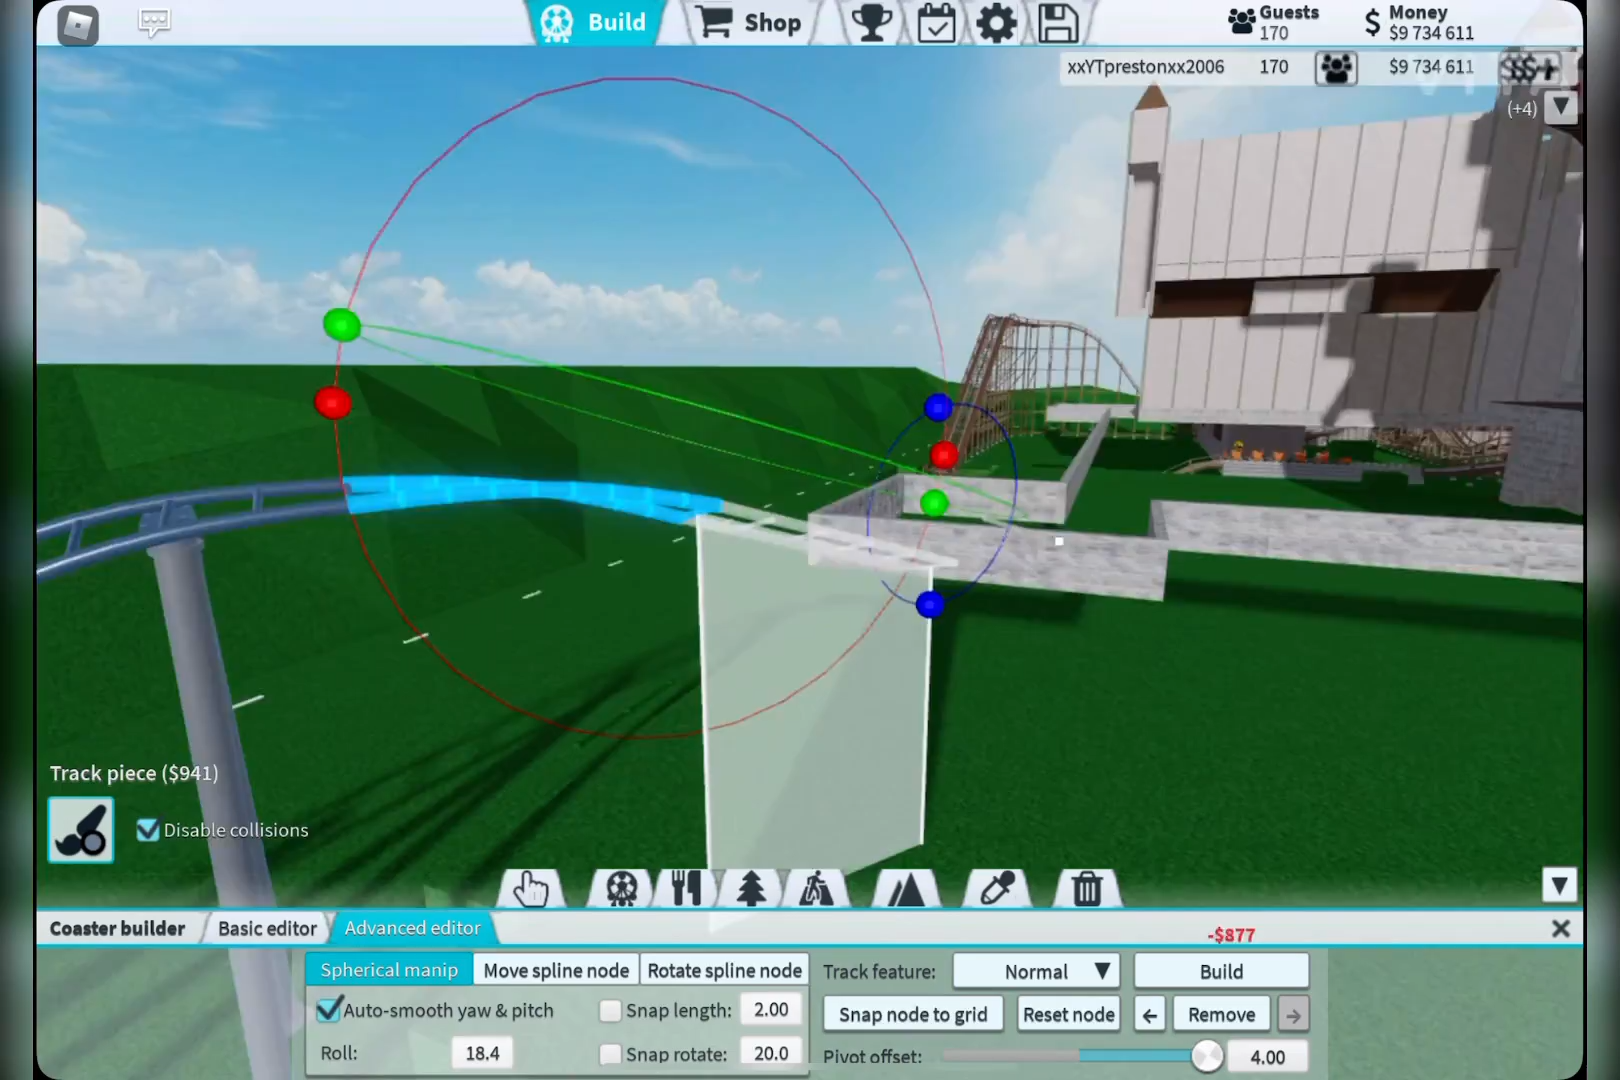 Build
Shop
Guests
170
Money
$9 734 611
xxYTprestonxx2006 170 $9 734 611
(+4)
Track piece ($941)
Disable collisions
Coaster builder
Basic editor
Advanced editor
-$877
Spherical manip
Move spline node
Rotate spline node
Track feature:
Normal
Build
Auto-smooth yaw & pitch
Snap length: 2.00
Snap node to grid
Reset node
Remove
Roll: 18.4
Snap rotate: 20.0
Pivot offset: 4.00